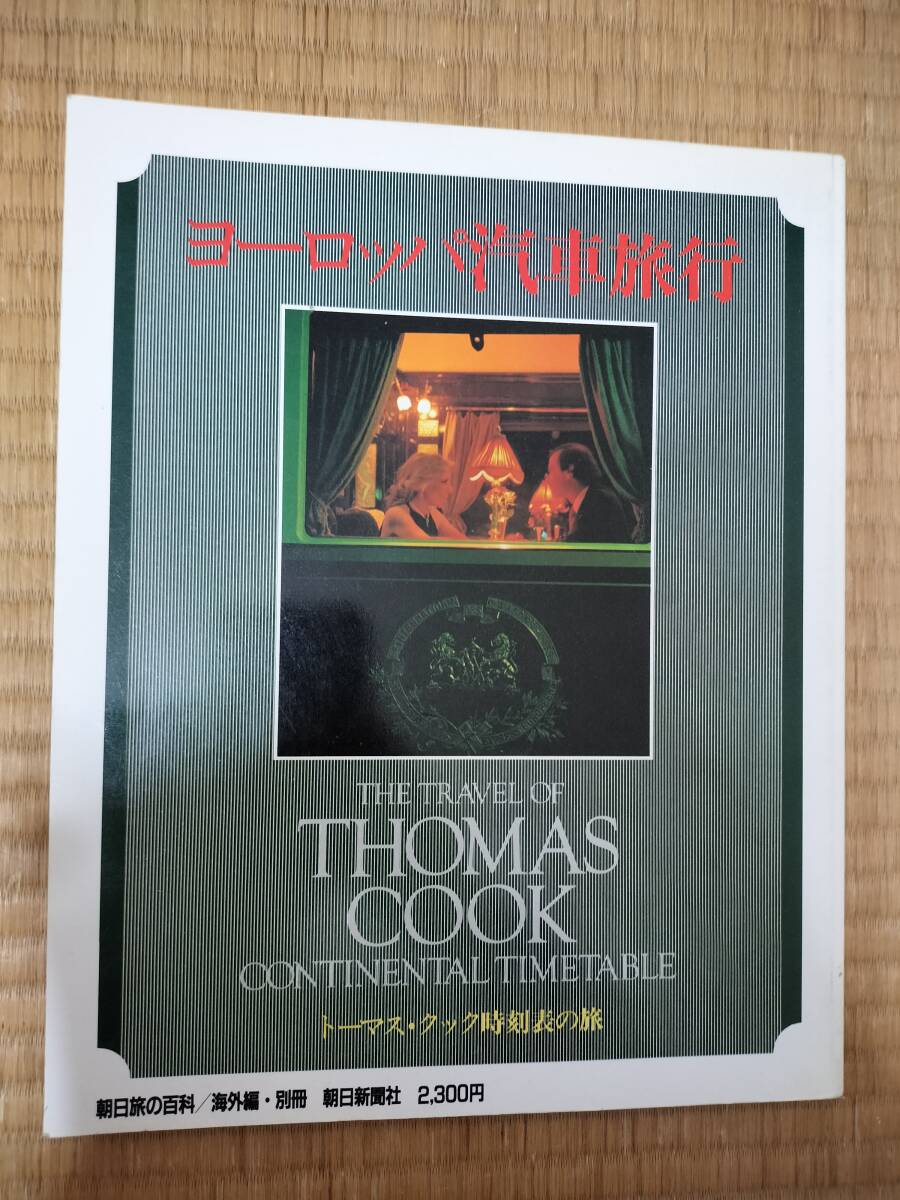 ヨーロッパ汽車旅行
THE TRAVEL OF
THOMAS
COOK
CONTINENTAL TIMETABLE
トーマス・クック時刻表の旅
朝日旅の百科/海外編・別冊 朝日新聞社 2,300円